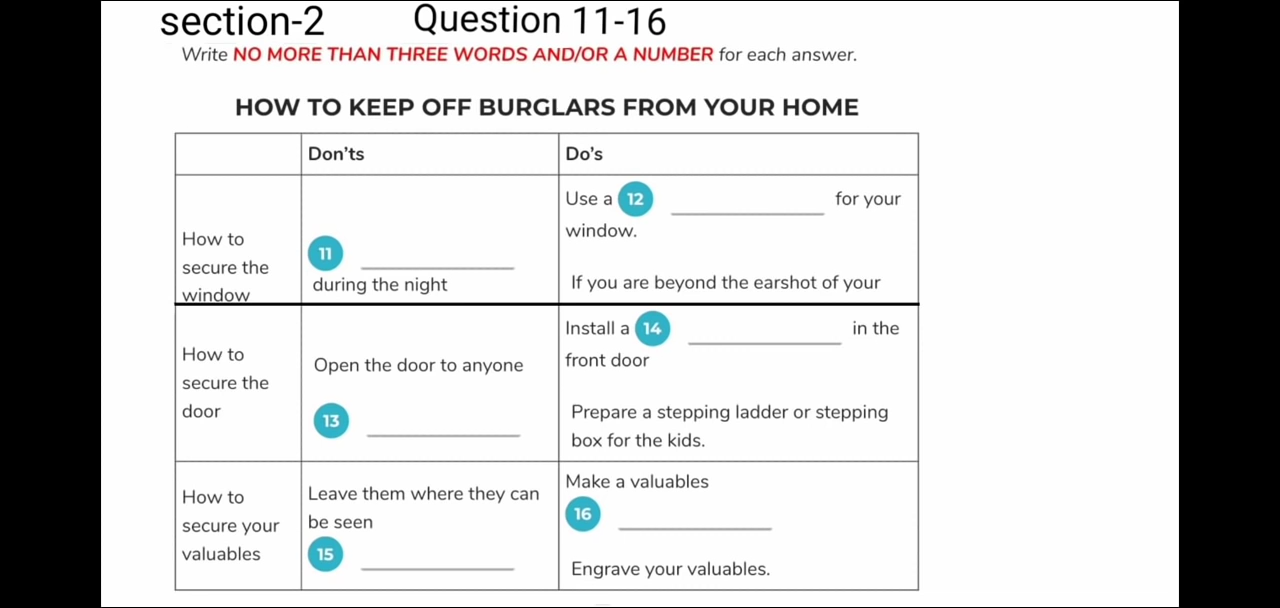 section-2 Question 11-16
Write NO MORE THAN THREE WORDS AND/OR A NUMBER for each answer.
HOW TO KEEP OFF BURGLARS FROM YOUR HOME
Don'ts Do's
How to
secure the
window
11
during the night
Use a 12 for your
window.
If you are beyond the earshot of your
How to
secure the
door
Open the door to anyone
13
Install a 14 in the
front door
Prepare a stepping ladder or stepping
box for the kids.
How to
secure your
valuables
Leave them where they can
be seen
15
Make a valuables
16
Engrave your valuables.